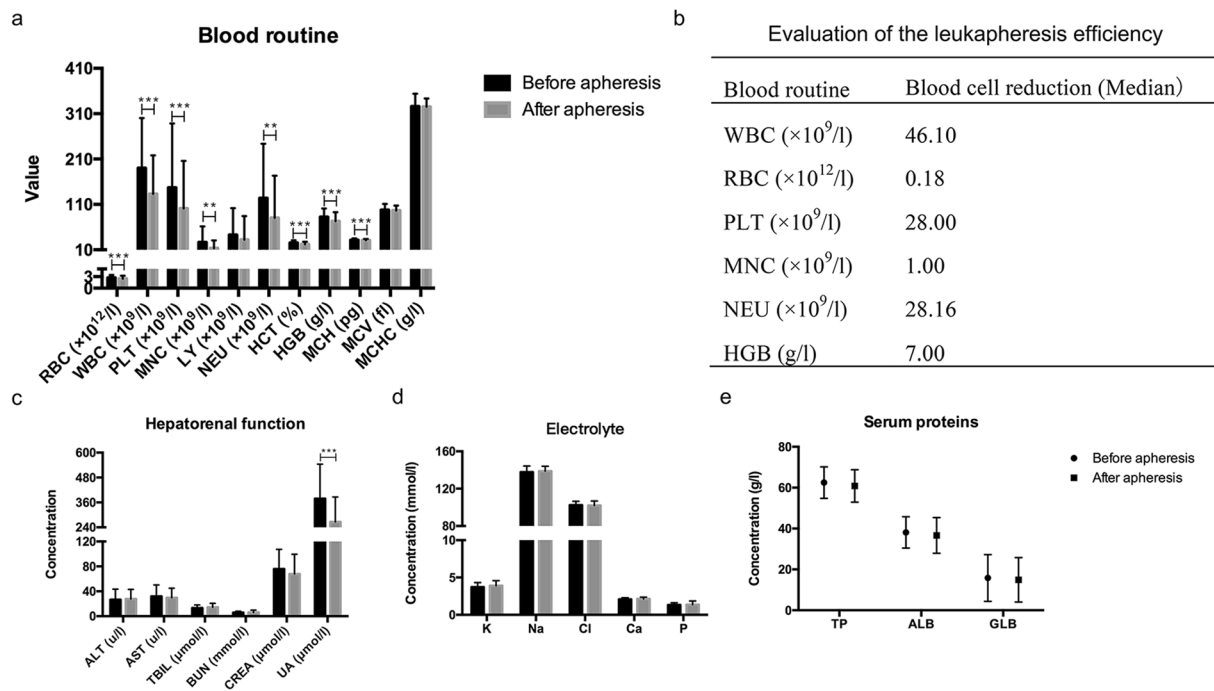 a
Blood routine
410
310
210
110
10
3
0
Value
***
***
***
**
**
***
***
***
Before apheresis
After apheresis
RBC (×10¹²/l)
WBC (×10⁹/l)
PLT (×10⁹/l)
MNC (×10⁹/l)
LY (×10⁹/l)
NEU (×10⁹/l)
HCT (%)
HGB (g/l)
MCH (pg)
MCV (fl)
MCHC (g/l)
b
Evaluation of the leukapheresis efficiency
Blood routine Blood cell reduction (Median)
WBC (×10⁹/l) 46.10
RBC (×10¹²/l) 0.18
PLT (×10⁹/l) 28.00
MNC (×10⁹/l) 1.00
NEU (×10⁹/l) 28.16
HGB (g/l) 7.00
c
Hepatorenal function
600
480
360
240
120
80
40
0
Concentration
***
ALT (u/l)
AST (u/l)
TBIL (μmol/l)
BUN (mmol/l)
CREA (μmol/l)
UA (μmol/l)
d
Electrolyte
160
120
80
10
5
0
Concentration (mmol/l)
K Na Cl Ca P
e
Serum proteins
80
60
40
20
0
Concentration (g/l)
TP ALB GLB
Before apheresis
After apheresis